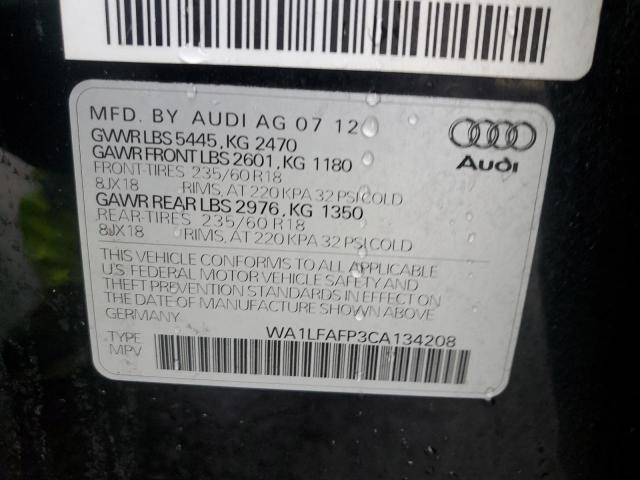 MFD. BY AUDI AG 07 12
GWWR LBS 5445, KG 2470
GAWR FRONT LBS 2601, KG 1180
FRONT-TIRES 235/60 R18
8JX18 RIMS, AT 220 KPA 32 PSI COLD
GAWR REAR LBS 2976, KG 1350
REAR-TIRES 235/60 R18
8JX18 RIMS, AT 220 KPA 32 PSI COLD
THIS VEHICLE CONFORMS TO ALL APPLICABLE
U.S. FEDERAL MOTOR VEHICLE SAFETY AND
THEFT PREVENTION STANDARDS IN EFFECT ON
THE DATE OF MANUFACTURE SHOWN ABOVE
GERMANY
TYPE
MPV
WA1LFAFP3CA134208
Audi